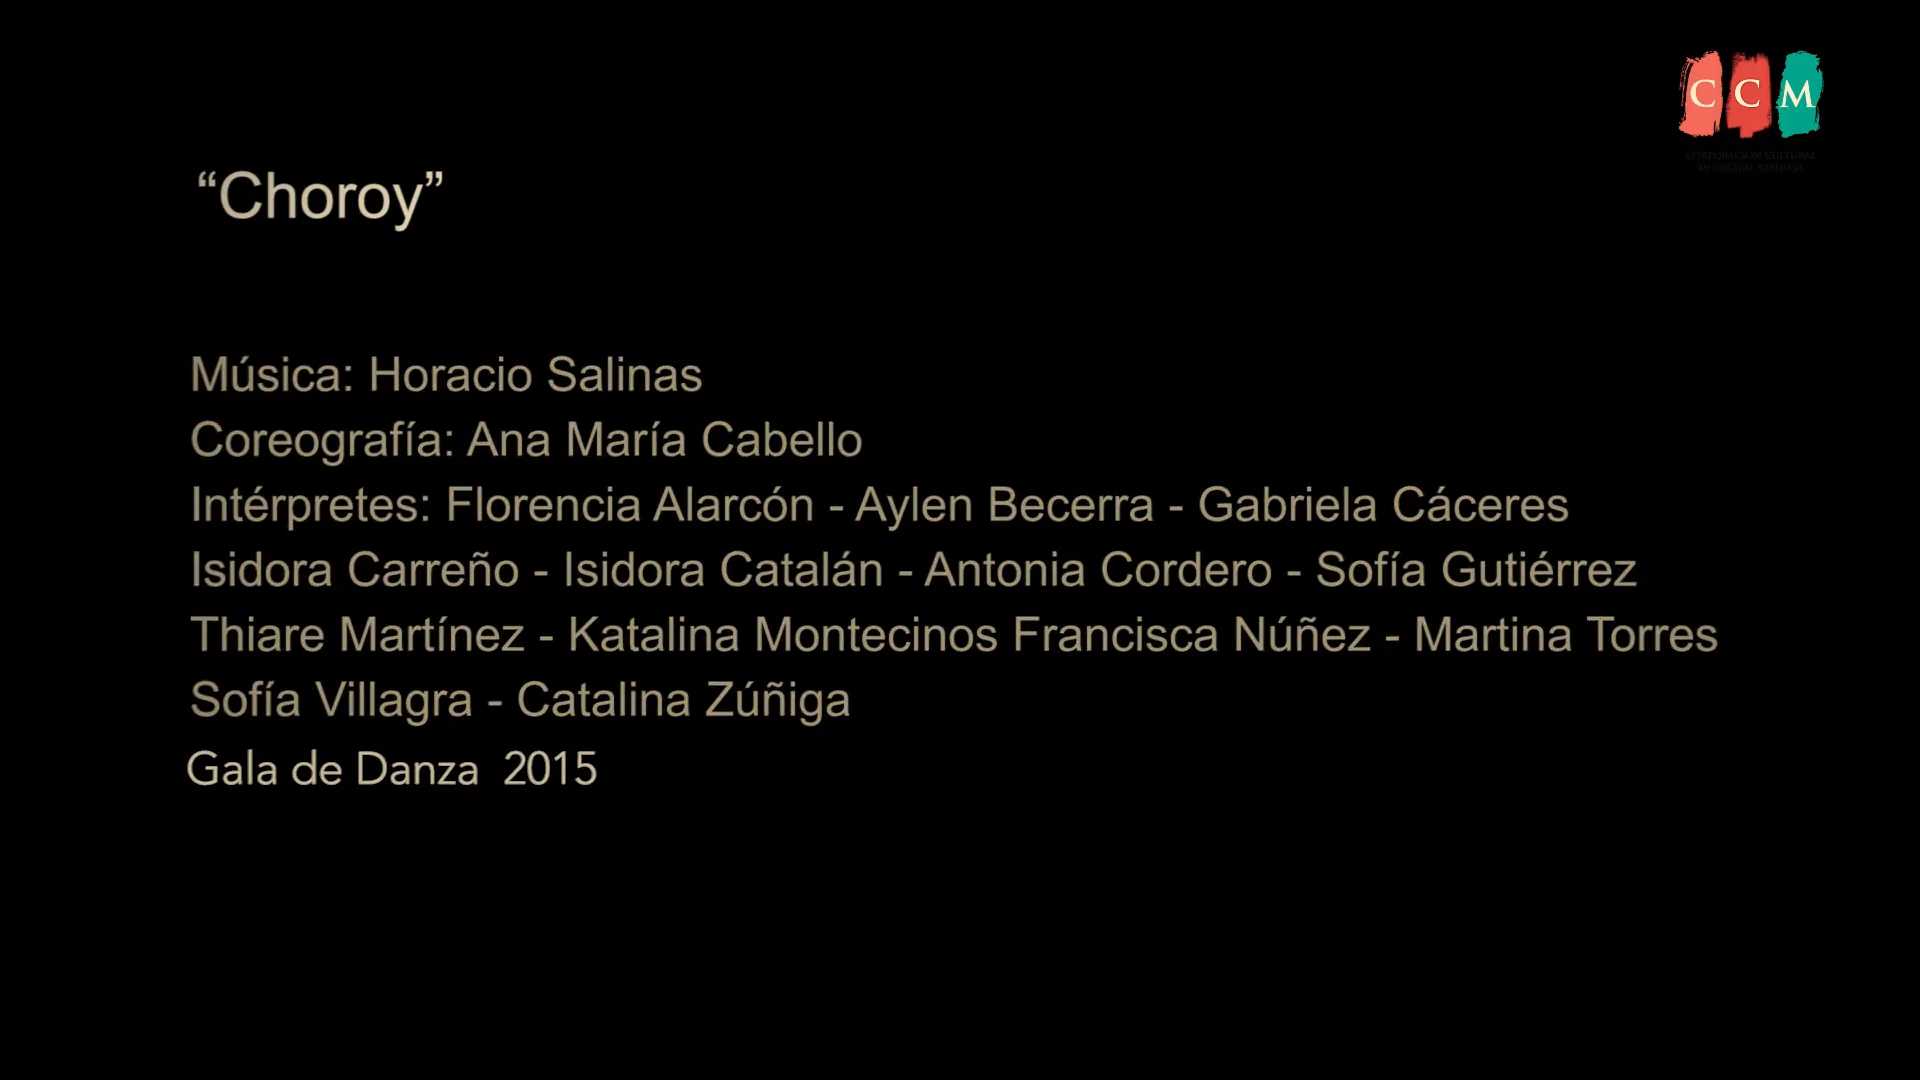 C C M
CORPORACIÓN CULTURAL
“Choroy”
Música: Horacio Salinas
Coreografía: Ana María Cabello
Intérpretes: Florencia Alarcón - Aylen Becerra - Gabriela Cáceres
Isidora Carreño - Isidora Catalán - Antonia Cordero - Sofía Gutiérrez
Thiare Martínez - Katalina Montecinos Francisca Núñez - Martina Torres
Sofía Villagra - Catalina Zúñiga
Gala de Danza  2015